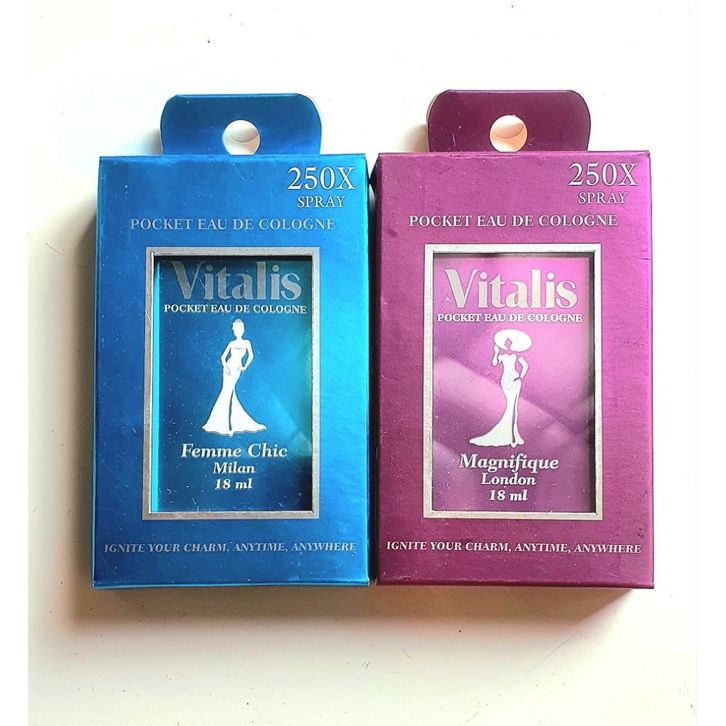 250X
SPRAY
POCKET EAU DE COLOGNE
Vitalis
POCKET EAU DE COLOGNE
Femme Chic
Milan
18 ml
IGNITE YOUR CHARM, ANYTIME, ANYWHERE
250X
SPRAY
POCKET EAU DE COLOGNE
Vitalis
POCKET EAU DE COLOGNE
Magnifique
London
18 ml
IGNITE YOUR CHARM, ANYTIME, ANYWHERE